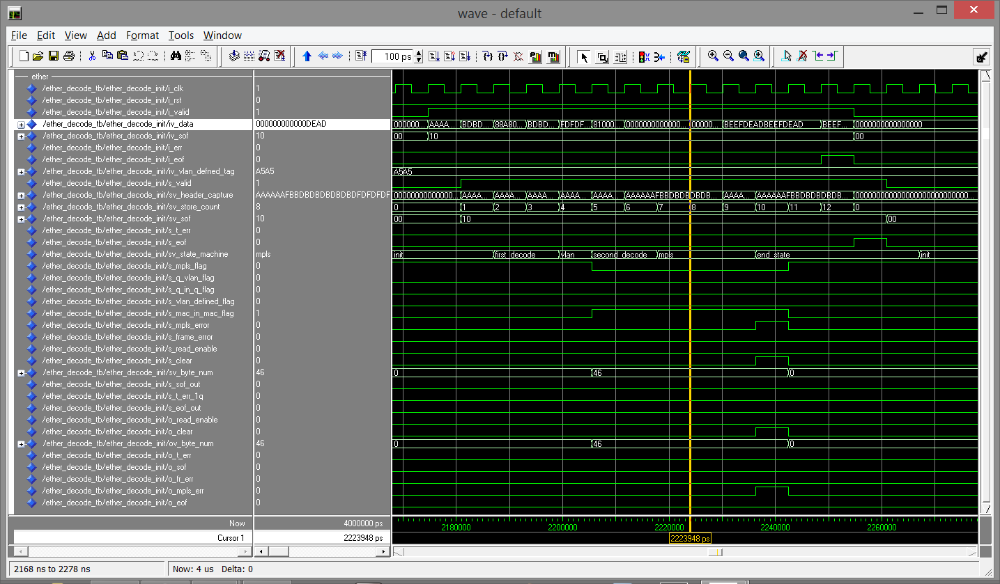 wave - default
File Edit View Add Format Tools Window
100 ps
ether
/ether_decode_tb/ether_decode_init/i_clk 1
/ether_decode_tb/ether_decode_init/i_rst 0
/ether_decode_tb/ether_decode_init/i_valid 1
/ether_decode_tb/ether_decode_init/iv_data 000000000000DEAD 000000... AAAA... BDBD... 88A80... BDBD... FDFDF... 81000... 0000000000000... 00000... BEEFDEADBEEFDEAD BEEF... 0000000000000000
/ether_decode_tb/ether_decode_init/iv_sof 10 00 10 00
/ether_decode_tb/ether_decode_init/i_err 0
/ether_decode_tb/ether_decode_init/i_eof 0
/ether_decode_tb/ether_decode_init/iv_vlan_defned_tag A5A5 A5A5
/ether_decode_tb/ether_decode_init/s_valid 1
/ether_decode_tb/ether_decode_init/sv_header_capture AAAAAAFBBDBDBDBDBDBDFDFDFDF 00000000000000... AAAA... AAAA... AAAA... AAAA... AAAA... AAAAAAFBBDBDBDBDBDB... AAAA... AAAAAAFBBDBDBDBDB... 00000000000000000000000000...
/ether_decode_tb/ether_decode_init/sv_store_count 8 0 1 2 3 4 5 6 7 8 9 10 11 12 0
/ether_decode_tb/ether_decode_init/sv_sof 10 00 10 00
/ether_decode_tb/ether_decode_init/s_t_err 0
/ether_decode_tb/ether_decode_init/s_eof 0
/ether_decode_tb/ether_decode_init/sv_state_machine mpls init first_decode vlan second_decode mpls end_state init
/ether_decode_tb/ether_decode_init/s_mpls_flag 0
/ether_decode_tb/ether_decode_init/s_q_vlan_flag 0
/ether_decode_tb/ether_decode_init/s_q_in_q_flag 0
/ether_decode_tb/ether_decode_init/s_vlan_defined_flag 0
/ether_decode_tb/ether_decode_init/s_mac_in_mac_flag 1
/ether_decode_tb/ether_decode_init/s_mpls_error 0
/ether_decode_tb/ether_decode_init/s_frame_error 0
/ether_decode_tb/ether_decode_init/s_read_enable 0
/ether_decode_tb/ether_decode_init/s_clear 0
/ether_decode_tb/ether_decode_init/sv_byte_num 46 0 46 0
/ether_decode_tb/ether_decode_init/s_sof_out 0
/ether_decode_tb/ether_decode_init/s_t_err_1q 0
/ether_decode_tb/ether_decode_init/s_eof_out 0
/ether_decode_tb/ether_decode_init/o_read_enable 0
/ether_decode_tb/ether_decode_init/o_clear 0
/ether_decode_tb/ether_decode_init/ov_byte_num 46 0 46 0
/ether_decode_tb/ether_decode_init/o_t_err 0
/ether_decode_tb/ether_decode_init/o_sof 0
/ether_decode_tb/ether_decode_init/o_fr_err 0
/ether_decode_tb/ether_decode_init/o_mpls_err 0
/ether_decode_tb/ether_decode_init/o_eof 0
Now 4000000 ps 2180000 2200000 2220000 2240000 2260000
Cursor 1 2223948 ps 2223948 ps
2168 ns to 2278 ns Now: 4 us Delta: 0